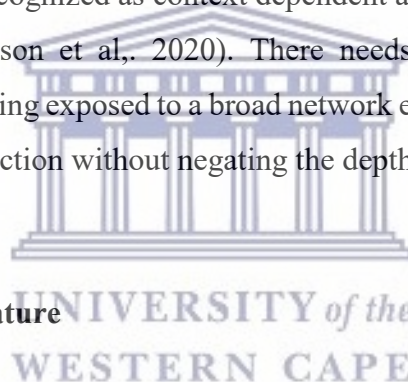 recognized as context dependent a
son et al,. 2020). There needs
ing exposed to a broad network e
ction without negating the depth
ature
UNIVERSITY of the
WESTERN CAPE